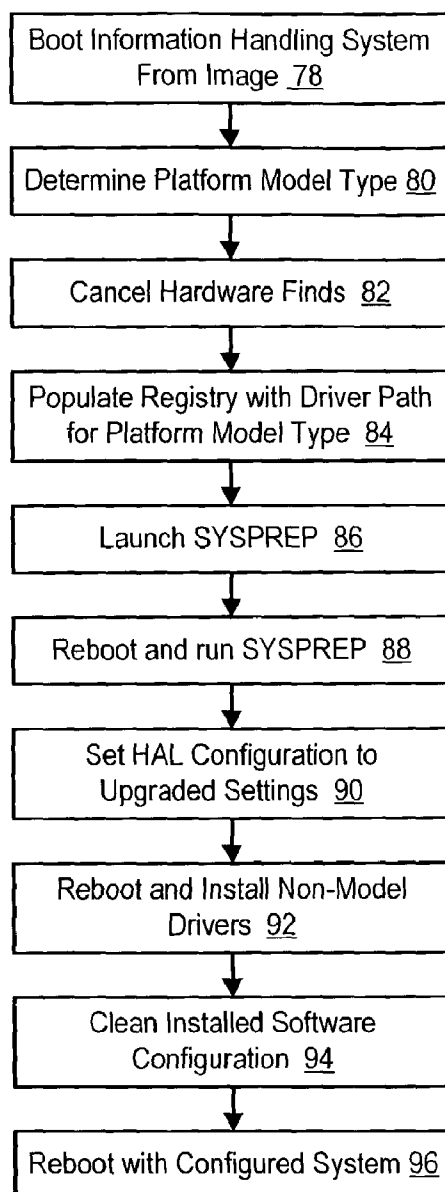 Boot Information Handling System
From Image 78
Determine Platform Model Type 80
Cancel Hardware Finds 82
Populate Registry with Driver Path
for Platform Model Type 84
Launch SYSPREP 86
Reboot and run SYSPREP 88
Set HAL Configuration to
Upgraded Settings 90
Reboot and Install Non-Model
Drivers 92
Clean Installed Software
Configuration 94
Reboot with Configured System 96